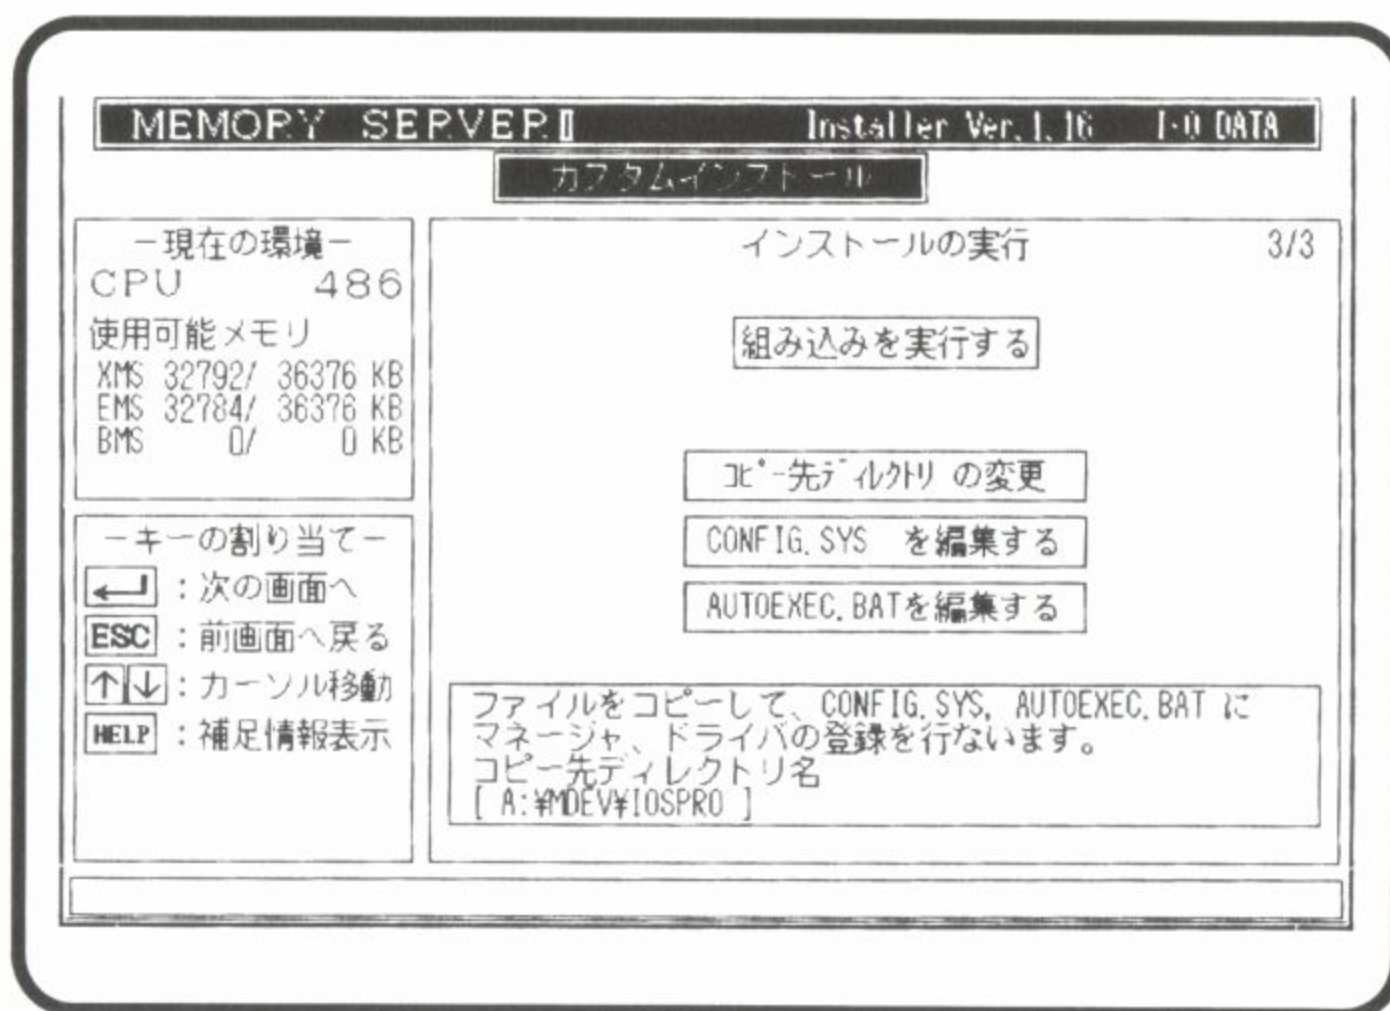 MEMORY SERVERⅡ Installer Ver.1.16 I·O DATA
カスタムインストール
－現在の環境－
CPU 486
使用可能メモリ
XMS 32792/ 36376 KB
EMS 32784/ 36376 KB
BMS 0/ 0 KB
－キーの割り当て－
：次の画面へ
ESC ：前画面へ戻る
↑↓：カーソル移動
HELP ：補足情報表示
インストールの実行 3/3
組み込みを実行する
ｺﾋﾟｰ先ﾃﾞｨﾚｸﾄﾘ の変更
CONFIG.SYS を編集する
AUTOEXEC.BATを編集する
ファイルをコピーして、CONFIG.SYS, AUTOEXEC.BAT に
マネージャ、ドライバの登録を行ないます。
コピー先ディレクトリ名
[ A:¥MDEV¥IOSPRO ]